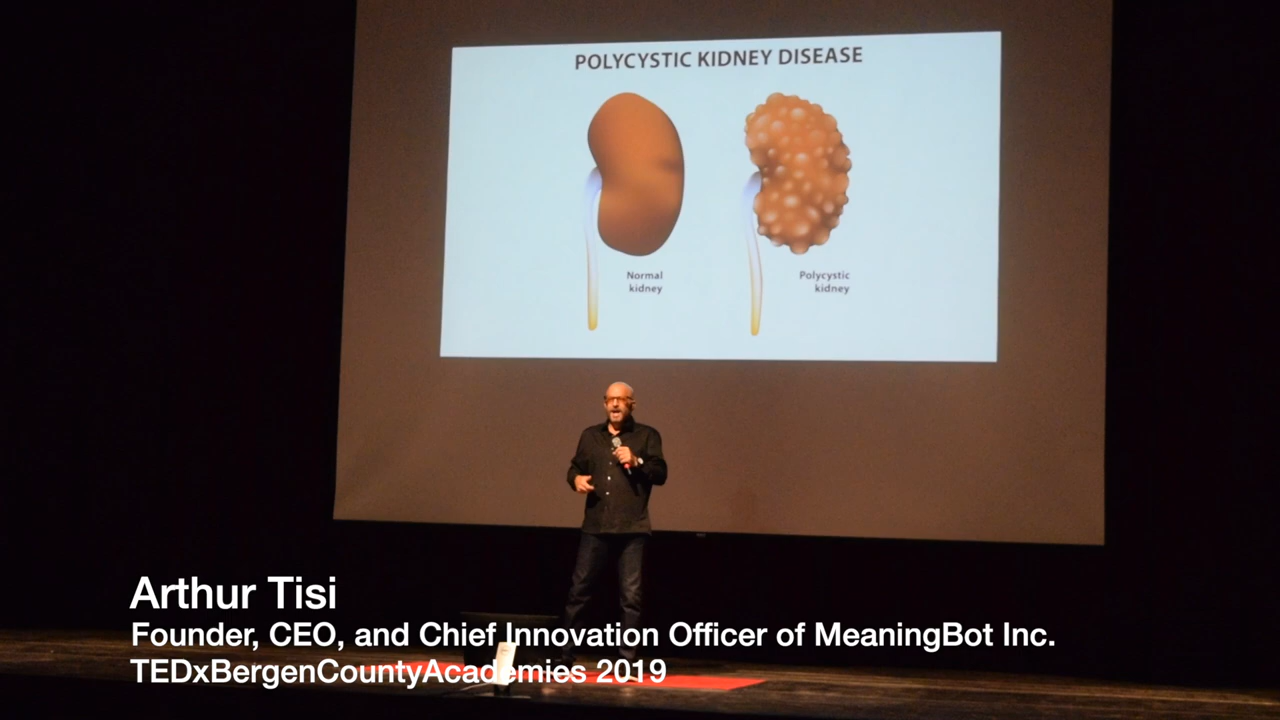 POLYCYSTIC KIDNEY DISEASE
Normal
kidney
Polycystic
kidney
Arthur Tisi
Founder, CEO, and Chief Innovation Officer of MeaningBot Inc.
TEDxBergenCountyAcademies 2019